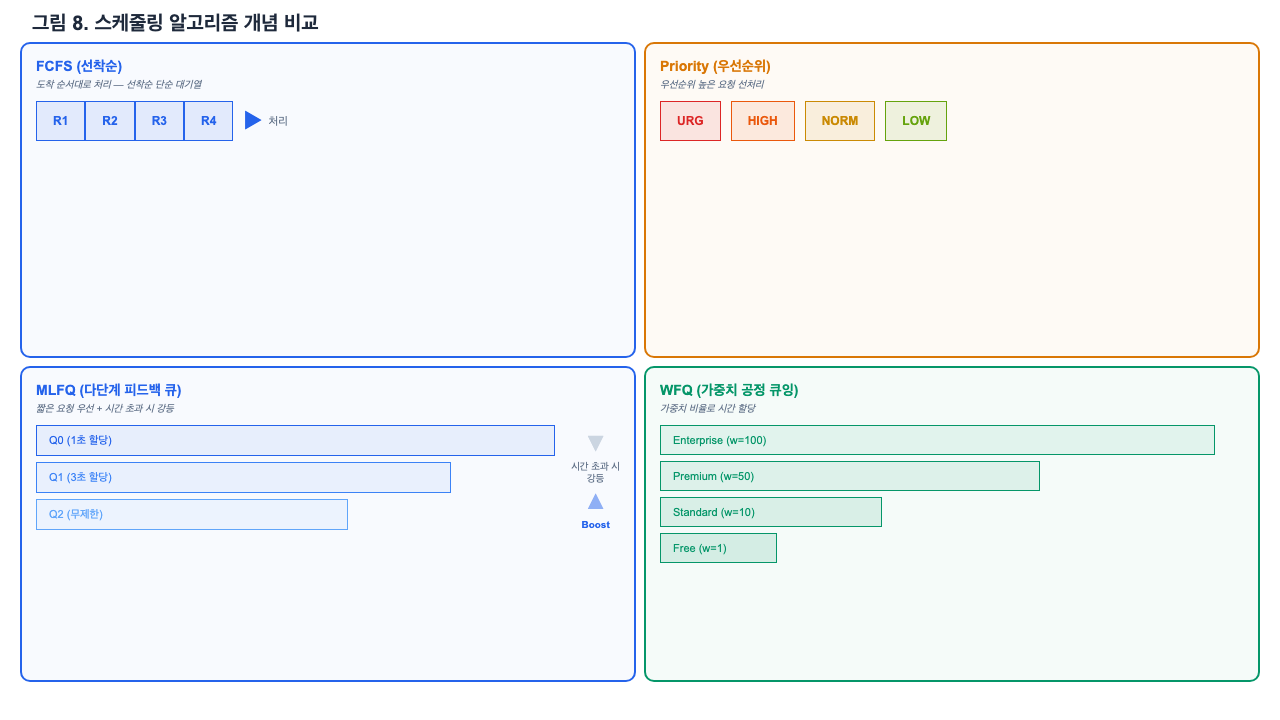 그림 8. 스케줄링 알고리즘 개념 비교
FCFS (선착순)
도착 순서대로 처리 — 선착순 단순 대기열
R1 R2 R3 R4 처리
Priority (우선순위)
우선순위 높은 요청 선처리
URG HIGH NORM LOW
MLFQ (다단계 피드백 큐)
짧은 요청 우선 + 시간 초과 시 강등
Q0 (1초 할당)
Q1 (3초 할당)
Q2 (무제한)
시간 초과 시
강등
Boost
WFQ (가중치 공정 큐잉)
가중치 비율로 시간 할당
Enterprise (w=100)
Premium (w=50)
Standard (w=10)
Free (w=1)